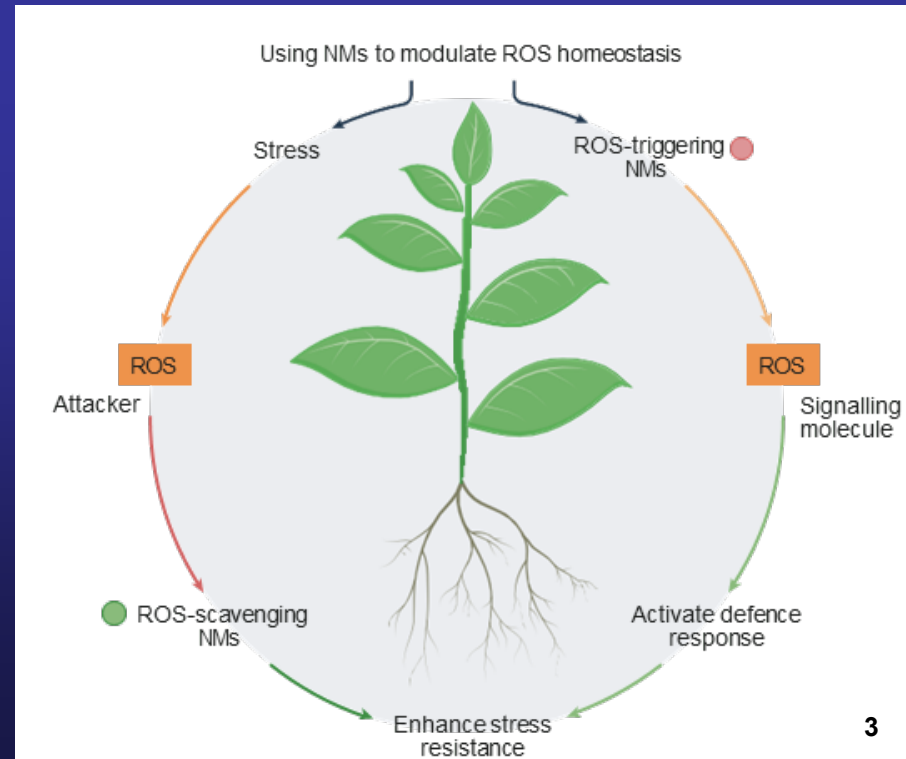 Using NMs to modulate ROS homeostasis
Stress
ROS-triggering
NMs
ROS
Attacker
ROS
Signalling
molecule
ROS-scavenging
NMs
Activate defence
response
Enhance stress
resistance
3